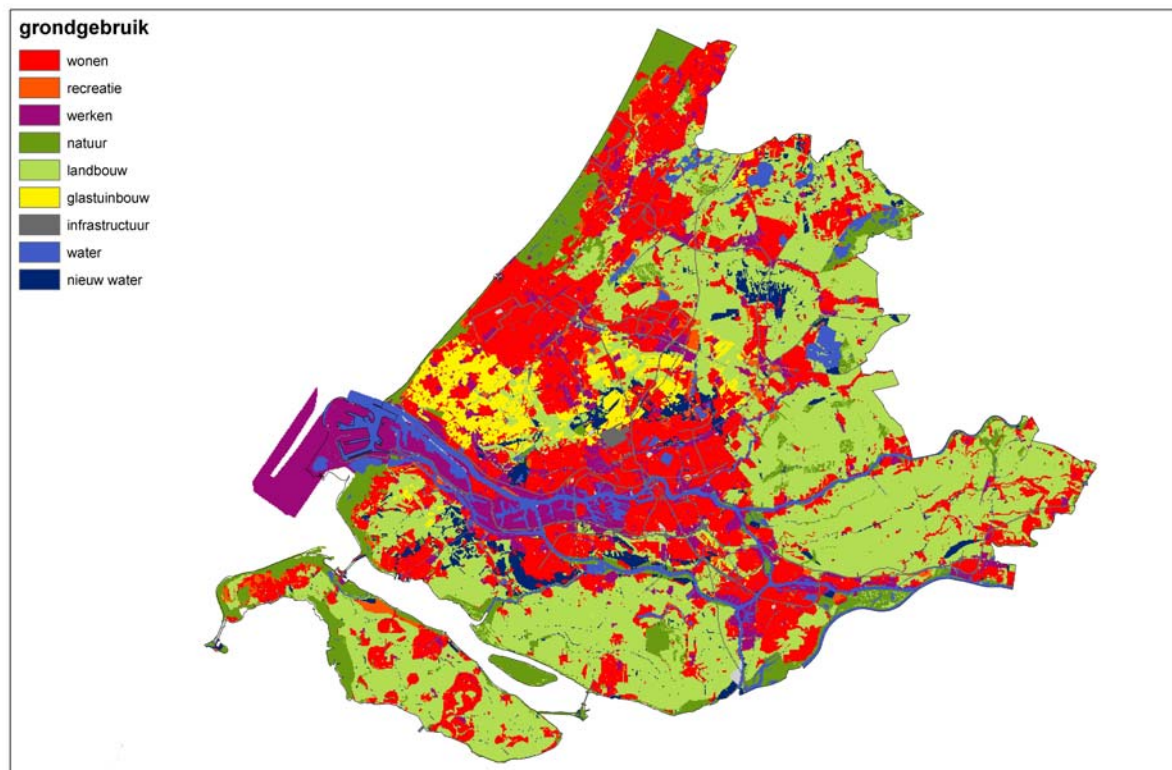 grondgebruik
wonen
recreatie
werken
natuur
landbouw
glastuinbouw
infrastructuur
water
nieuw water